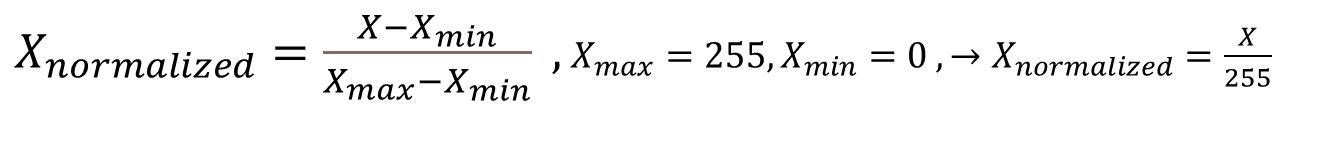 X_normalized = (X−X_min)/(X_max−X_min) , X_max = 255, X_min = 0 , → X_normalized = X/255